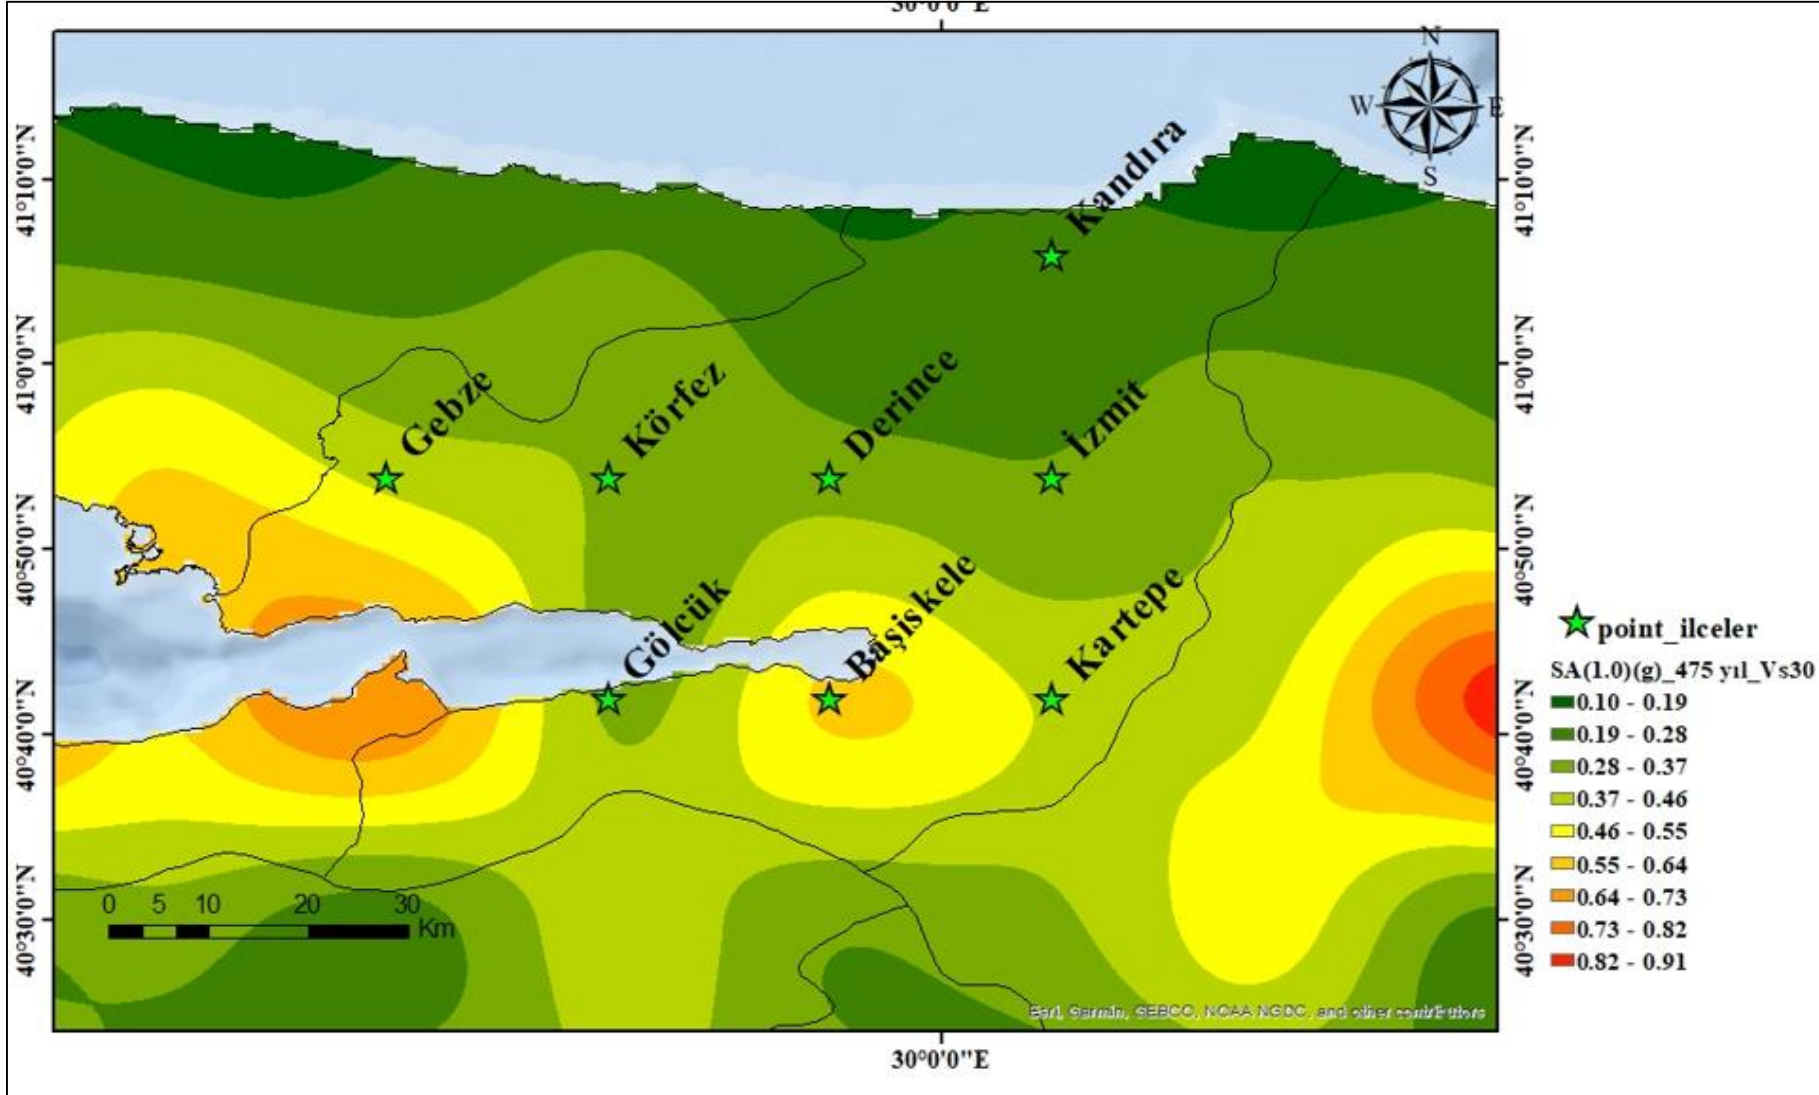 30°0'0"E
N
W
E
S
41°10'0"N
41°10'0"N
Kandıra
41°0'0"N
41°0'0"N
Gebze
Körfez
Derince
İzmit
40°50'0"N
40°50'0"N
Gölcük
Başiskele
Kartepe
40°40'0"N
40°40'0"N
40°30'0"N
40°30'0"N
0 5 10 20 30
Km
Esri, Garmin, GEBCO, NOAA NGDC, and other contributors
30°0'0"E
point_ilceler
SA(1.0)(g)_475 yıl_Vs30
0.10 - 0.19
0.19 - 0.28
0.28 - 0.37
0.37 - 0.46
0.46 - 0.55
0.55 - 0.64
0.64 - 0.73
0.73 - 0.82
0.82 - 0.91